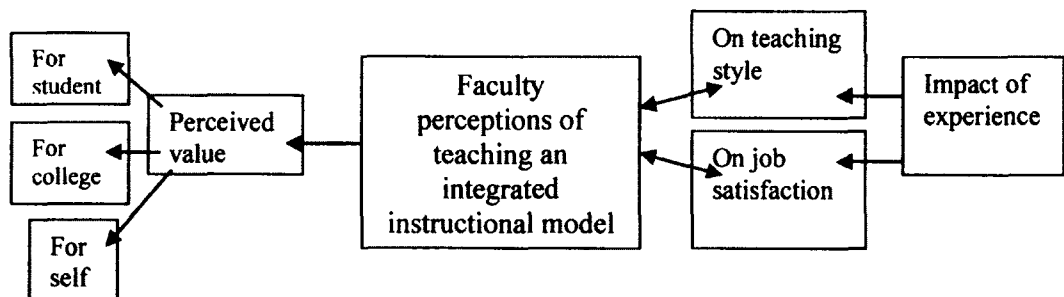 For
student
For
college
For
self
Perceived
value
Faculty
perceptions of
teaching an
integrated
instructional model
On teaching
style
On job
satisfaction
Impact of
experience